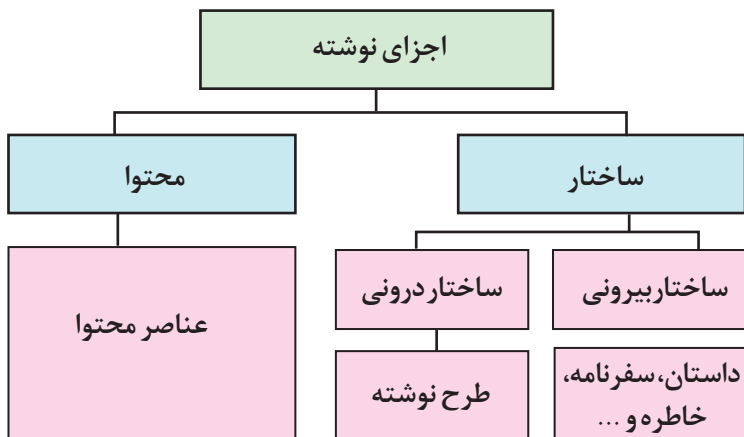 اجزای نوشته
ساختار
محتوا
ساختار بیرونی
ساختار درونی
عناصر محتوا
داستان، سفرنامه،
خاطره و ...
طرح نوشته